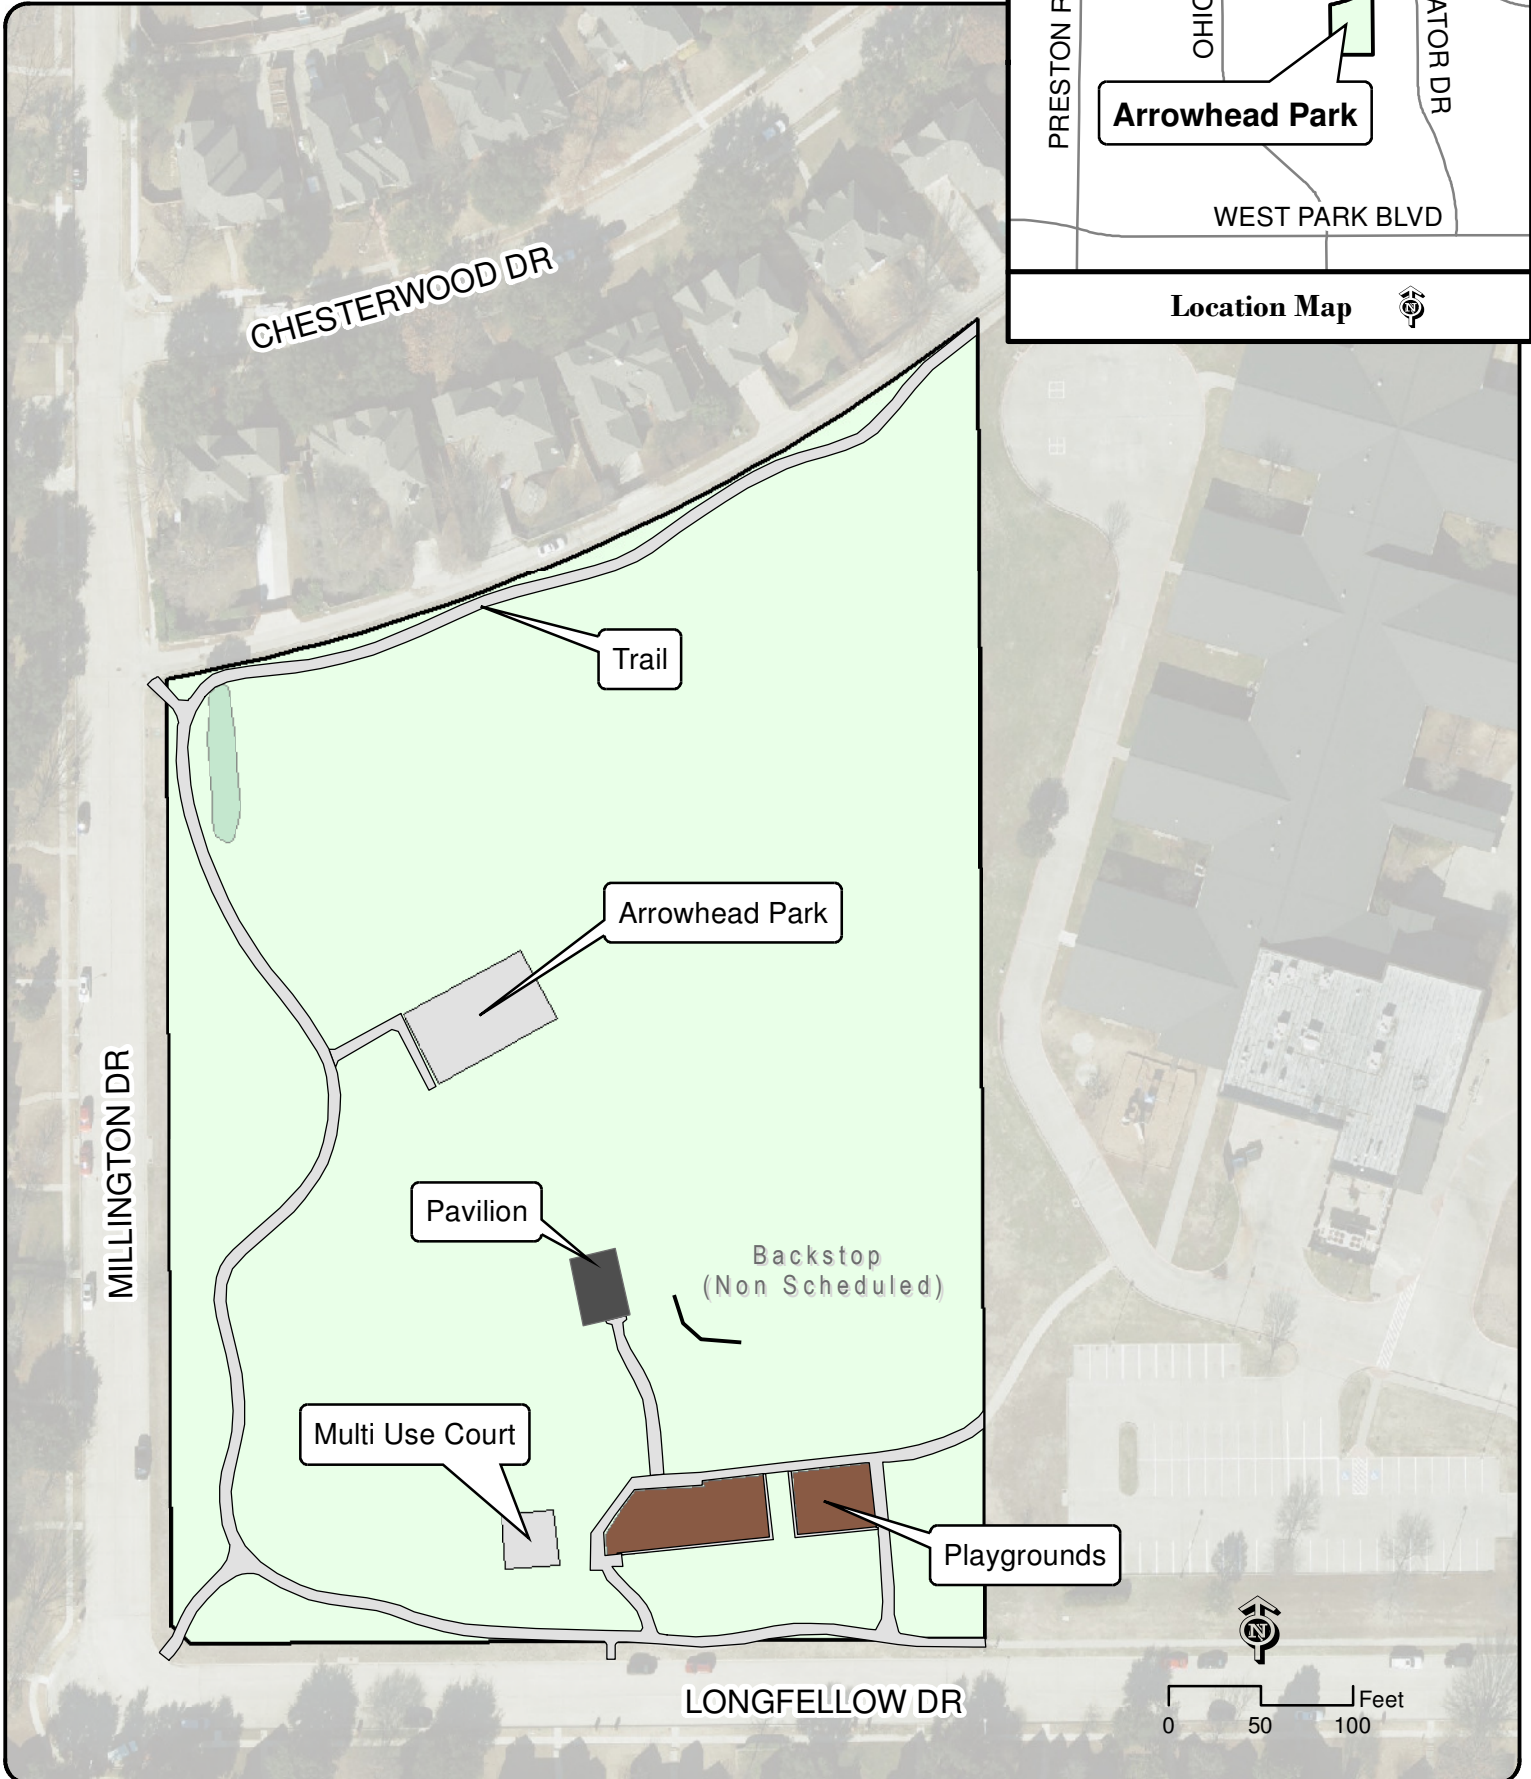 PRESTON R
OHIO
ATOR DR
Arrowhead Park
WEST PARK BLVD
Location Map
N
CHESTERWOOD DR
Trail
Arrowhead Park
MILLINGTON DR
Pavilion
Backstop
(Non Scheduled)
Multi Use Court
Playgrounds
N
LONGFELLOW DR
Feet
0 50 100